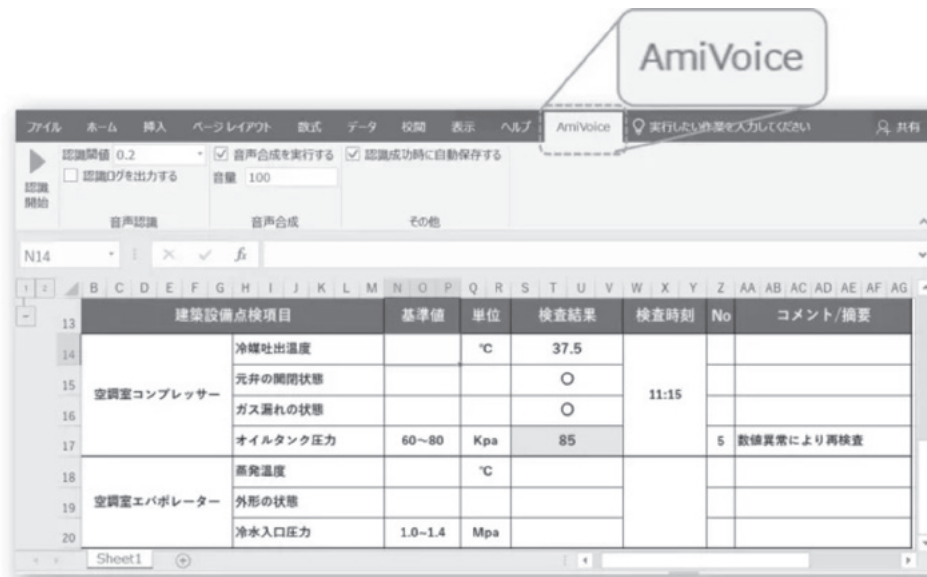 AmiVoice
ファイル ホーム 挿入 ページレイアウト 数式 データ 校閲 表示 ヘルプ AmiVoice 実行したい作業を入力してください 共有
認識開始
認識閾値 0.2
認識ログを出力する
音声認識
音声合成を実行する
音量 100
音声合成
認識成功時に自動保存する
その他
N14 fx
1 2 B C D E F G H I J K L M N O P Q R S T U V W X Y Z AA AB AC AD AE AF AG
13 建築設備点検項目 基準値 単位 検査結果 検査時刻 No コメント/摘要
14 冷媒吐出温度 ℃ 37.5
15 空調室コンプレッサー 元弁の開閉状態 〇 11:15
16 ガス漏れの状態 〇
17 オイルタンク圧力 60～80 Kpa 85 5 数値異常により再検査
18 蒸発温度 ℃
19 空調室エバポレーター 外形の状態
20 冷水入口圧力 1.0~1.4 Mpa
Sheet1